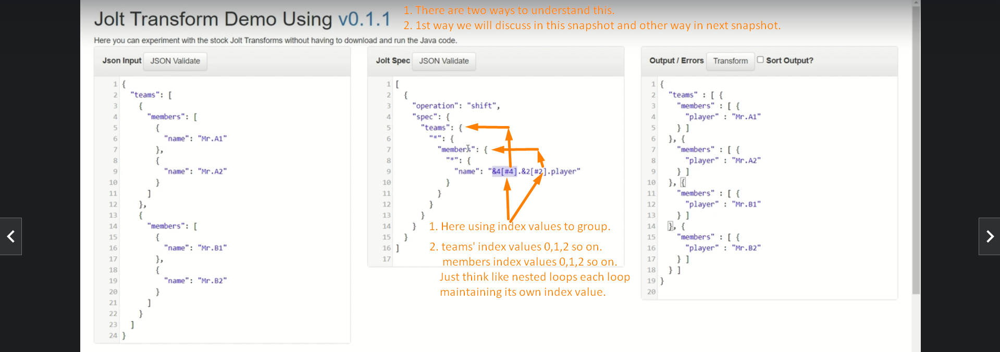 Jolt Transform Demo Using v0.1.1
1. There are two ways to understand this.
2. 1st way we will discuss in this snapshot and other way in next snapshot.
Here you can experiment with the stock Jolt Transforms without having to download and run the Java code.
Json Input JSON Validate
1 {
2 "teams": [
3 {
4 "members": [
5 {
6 "name": "Mr.A1"
7 },
8 {
9 "name": "Mr.A2"
10 }
11 ]
12 },
13 {
14 "members": [
15 {
16 "name": "Mr.B1"
17 },
18 {
19 "name": "Mr.B2"
20 }
21 ]
22 }
23 ]
24 }
Jolt Spec JSON Validate
1 [
2 {
3 "operation": "shift",
4 "spec": {
5 "teams": {
6 "*": {
7 "members": {
8 "*": {
9 "name": "&4[#4].&2[#2].player"
10 }
11 }
12 }
13 }
14 }
15 }
16 ]
17
1. Here using index values to group.
2. teams' index values 0,1,2 so on.
members index values 0,1,2 so on.
Just think like nested loops each loop
maintaining its own index value.
Output / Errors Transform Sort Output?
1 {
2 "teams" : [ {
3 "members" : [ {
4 "player" : "Mr.A1"
5 } ]
6 }, {
7 "members" : [ {
8 "player" : "Mr.A2"
9 } ]
10 }, {
11 "members" : [ {
12 "player" : "Mr.B1"
13 } ]
14 }, {
15 "members" : [ {
16 "player" : "Mr.B2"
17 } ]
18 } ]
19 }
20